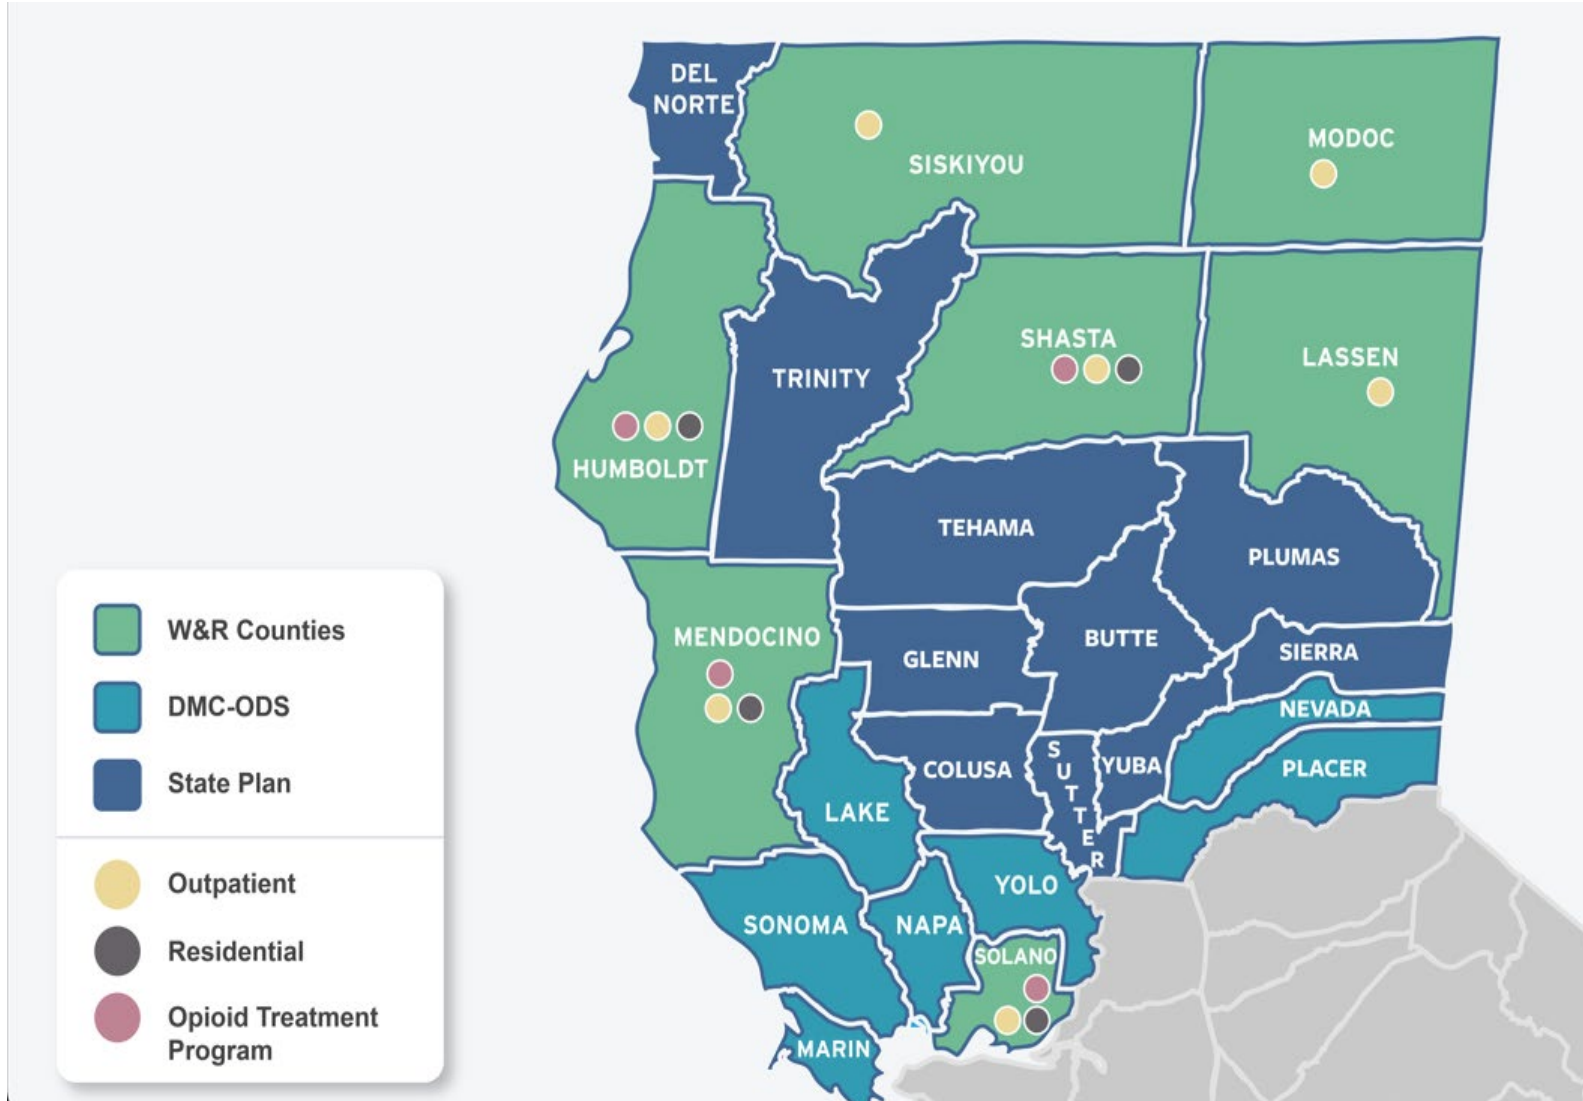 DEL
NORTE
SISKIYOU
MODOC
SHASTA
LASSEN
TRINITY
HUMBOLDT
TEHAMA
PLUMAS
MENDOCINO
GLENN
BUTTE
SIERRA
NEVADA
COLUSA
SUTTER
YUBA
PLACER
LAKE
YOLO
SONOMA
NAPA
SOLANO
MARIN
W&R Counties
DMC-ODS
State Plan
Outpatient
Residential
Opioid Treatment
Program